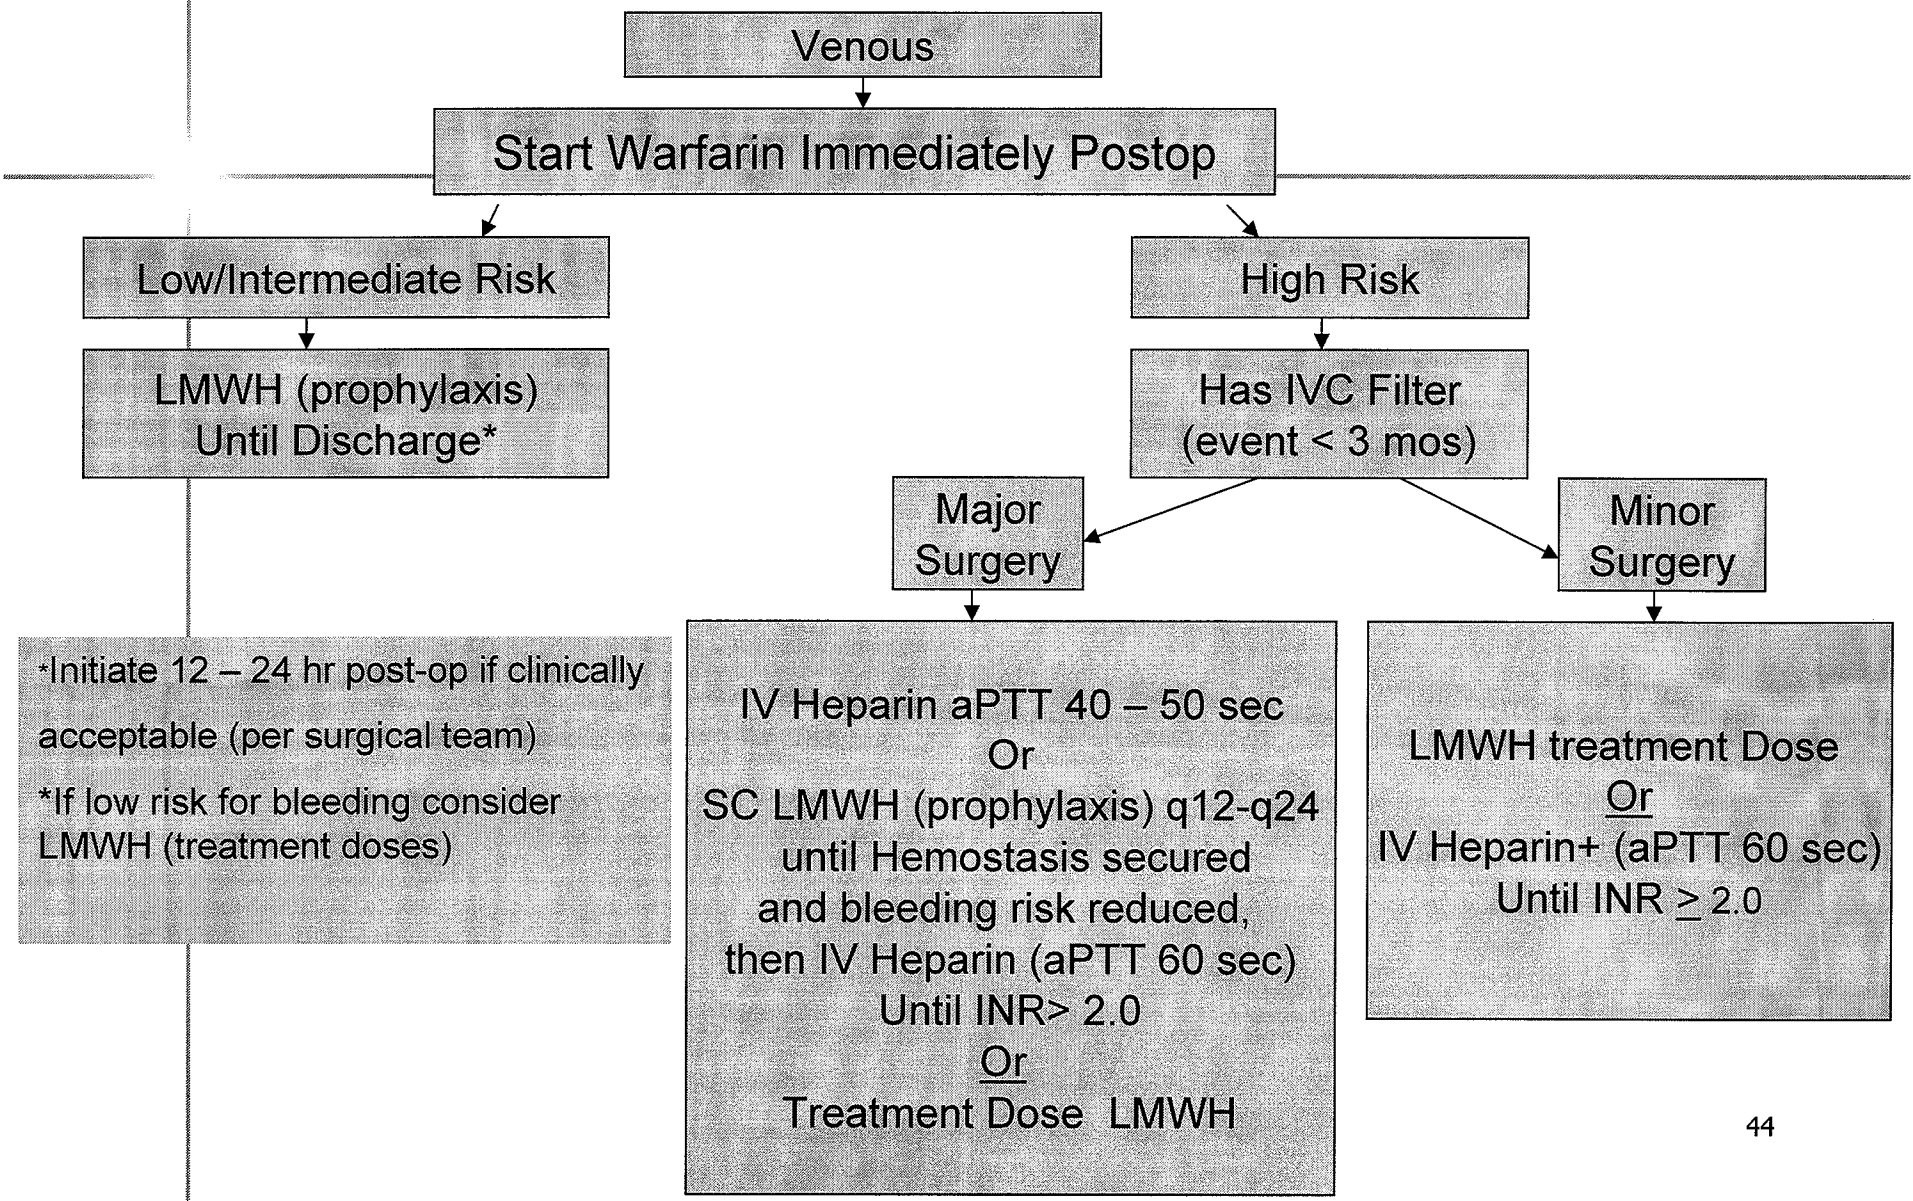 Venous
Start Warfarin Immediately Postop
Low/Intermediate Risk
High Risk
LMWH (prophylaxis)
Until Discharge*
Has IVC Filter
(event < 3 mos)
Major
Surgery
Minor
Surgery
*Initiate 12 – 24 hr post-op if clinically
acceptable (per surgical team)
*If low risk for bleeding consider
LMWH (treatment doses)
IV Heparin aPTT 40 – 50 sec
Or
SC LMWH (prophylaxis) q12-q24
until Hemostasis secured
and bleeding risk reduced,
then IV Heparin (aPTT 60 sec)
Until INR> 2.0
Or
Treatment Dose LMWH
LMWH treatment Dose
Or
IV Heparin+ (aPTT 60 sec)
Until INR ≥ 2.0
44